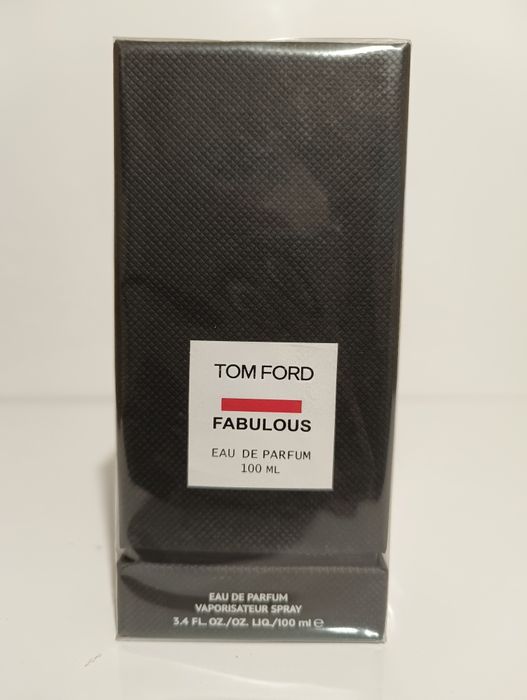 TOM FORD
FABULOUS
EAU DE PARFUM
100 ML
EAU DE PARFUM
VAPORISATEUR SPRAY
3.4 FL. OZ./OZ. LIQ./100 ml ℮